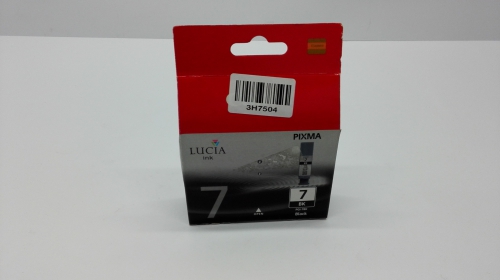 3H7504
PIXMA
LUCIA
INK
7
7
BK
Black